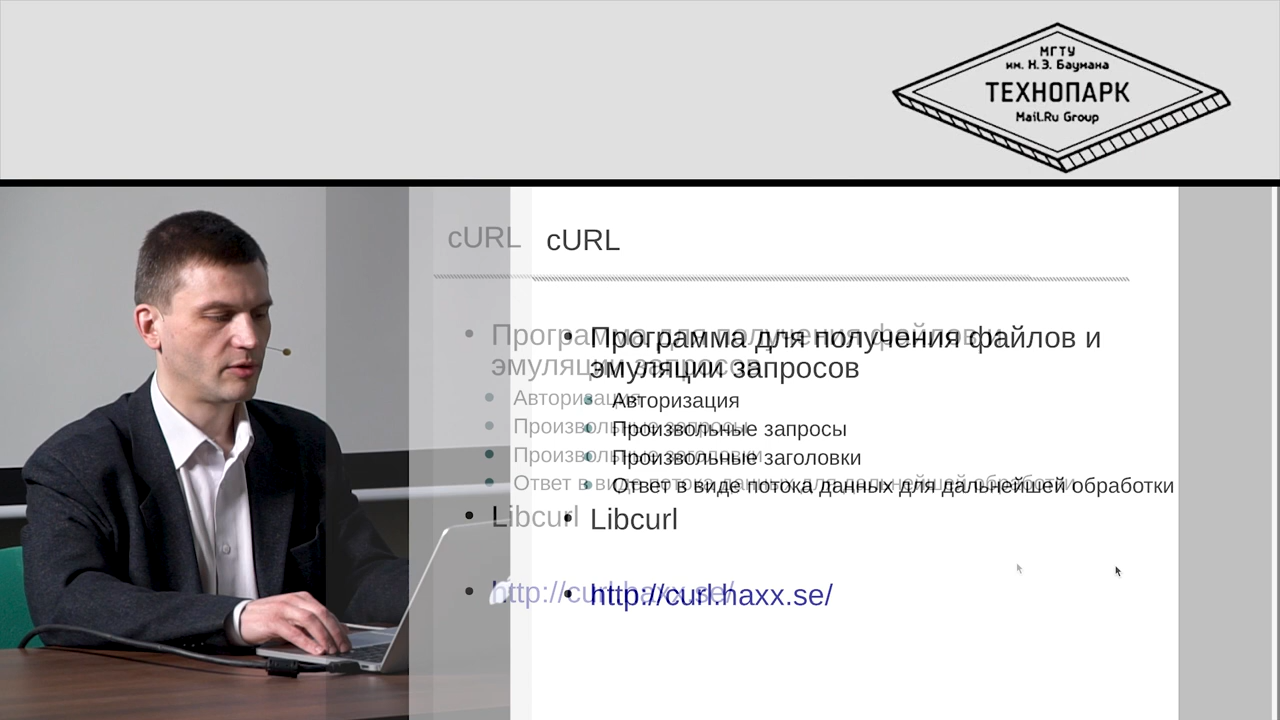 МГТУ
им. Н.Э. Баумана
ТЕХНОПАРК
Mail.Ru Group
cURL cURL
• Программа для получения файлов и
эмуляции запросов
• Авторизация
• Произвольные запросы
• Произвольные заголовки
• Ответ в виде потока данных для дальнейшей обработки
• Libcurl
• http://curl.haxx.se/